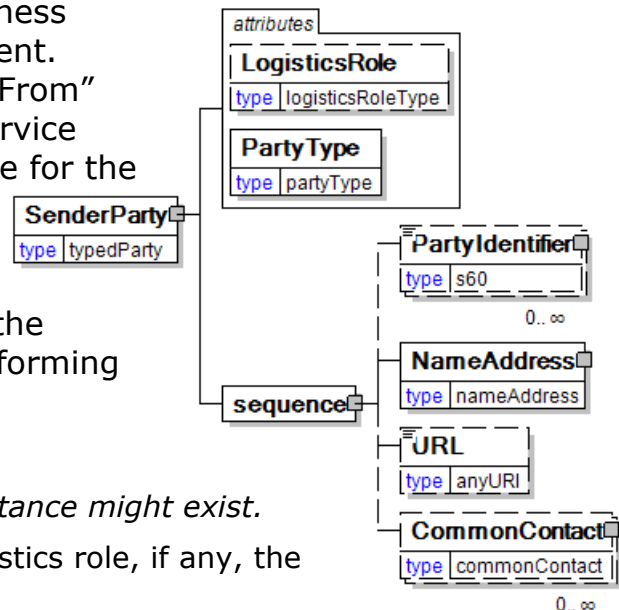 ness
ent.
From”
rvice
e for the
the
forming
tance might exist.
stics role, if any, the
attributes
LogisticsRole
type logisticsRoleType
PartyType
type partyType
SenderParty
type typedParty
sequence
PartyIdentifier
type s60
0.. ∞
NameAddress
type nameAddress
URL
type anyURI
CommonContact
type commonContact
0.. ∞